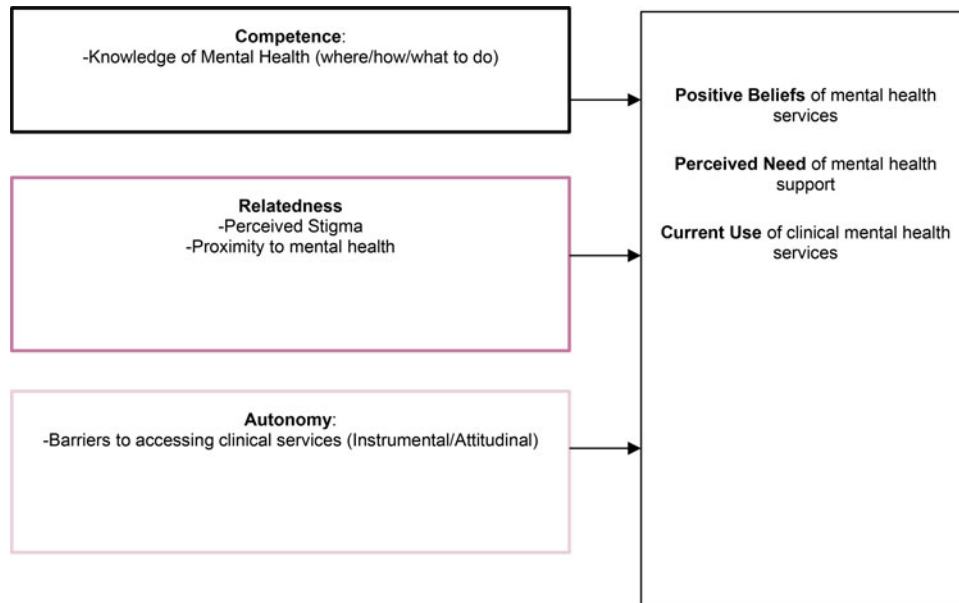 Competence:
-Knowledge of Mental Health (where/how/what to do)
Relatedness
-Perceived Stigma
-Proximity to mental health
Autonomy:
-Barriers to accessing clinical services (Instrumental/Attitudinal)
Positive Beliefs of mental health
services
Perceived Need of mental health
support
Current Use of clinical mental health
services